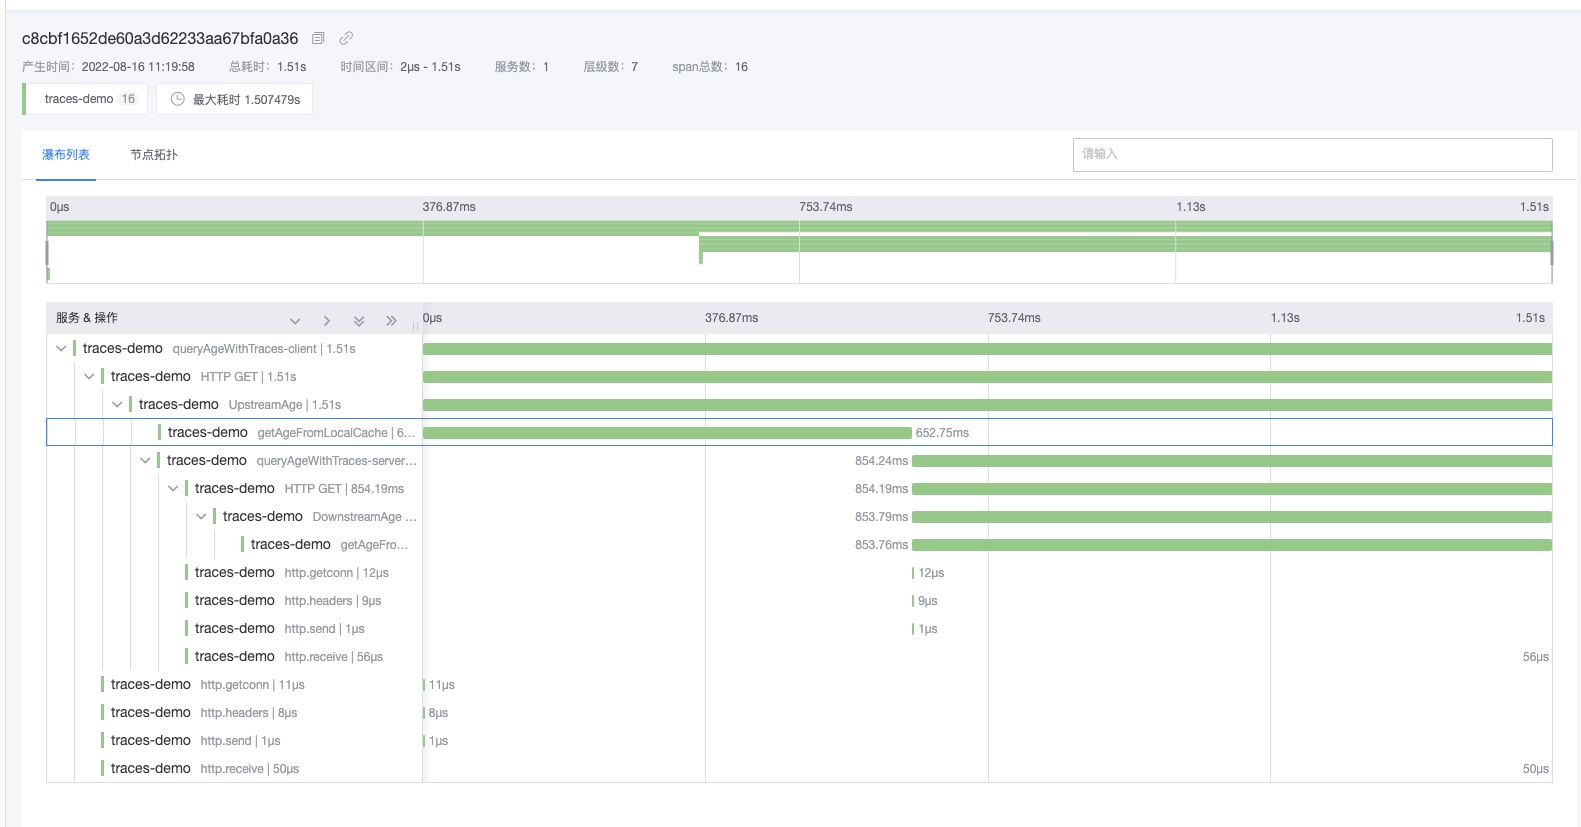 c8cbf1652de60a3d62233aa67bfa0a36
产生时间：2022-08-16 11:19:58 总耗时：1.51s 时间区间：2μs - 1.51s 服务数：1 层级数：7 span总数：16
traces-demo 16 最大耗时 1.507479s
瀑布列表 节点拓扑 请输入
0μs 376.87ms 753.74ms 1.13s 1.51s
服务 & 操作 0μs 376.87ms 753.74ms 1.13s 1.51s
traces-demo queryAgeWithTraces-client | 1.51s
traces-demo HTTP GET | 1.51s
traces-demo UpstreamAge | 1.51s
traces-demo getAgeFromLocalCache | 6... 652.75ms
traces-demo queryAgeWithTraces-server... 854.24ms
traces-demo HTTP GET | 854.19ms 854.19ms
traces-demo DownstreamAge ... 853.79ms
traces-demo getAgeFro... 853.76ms
traces-demo http.getconn | 12μs 12μs
traces-demo http.headers | 9μs 9μs
traces-demo http.send | 1μs 1μs
traces-demo http.receive | 56μs 56μs
traces-demo http.getconn | 11μs 11μs
traces-demo http.headers | 8μs 8μs
traces-demo http.send | 1μs 1μs
traces-demo http.receive | 50μs 50μs